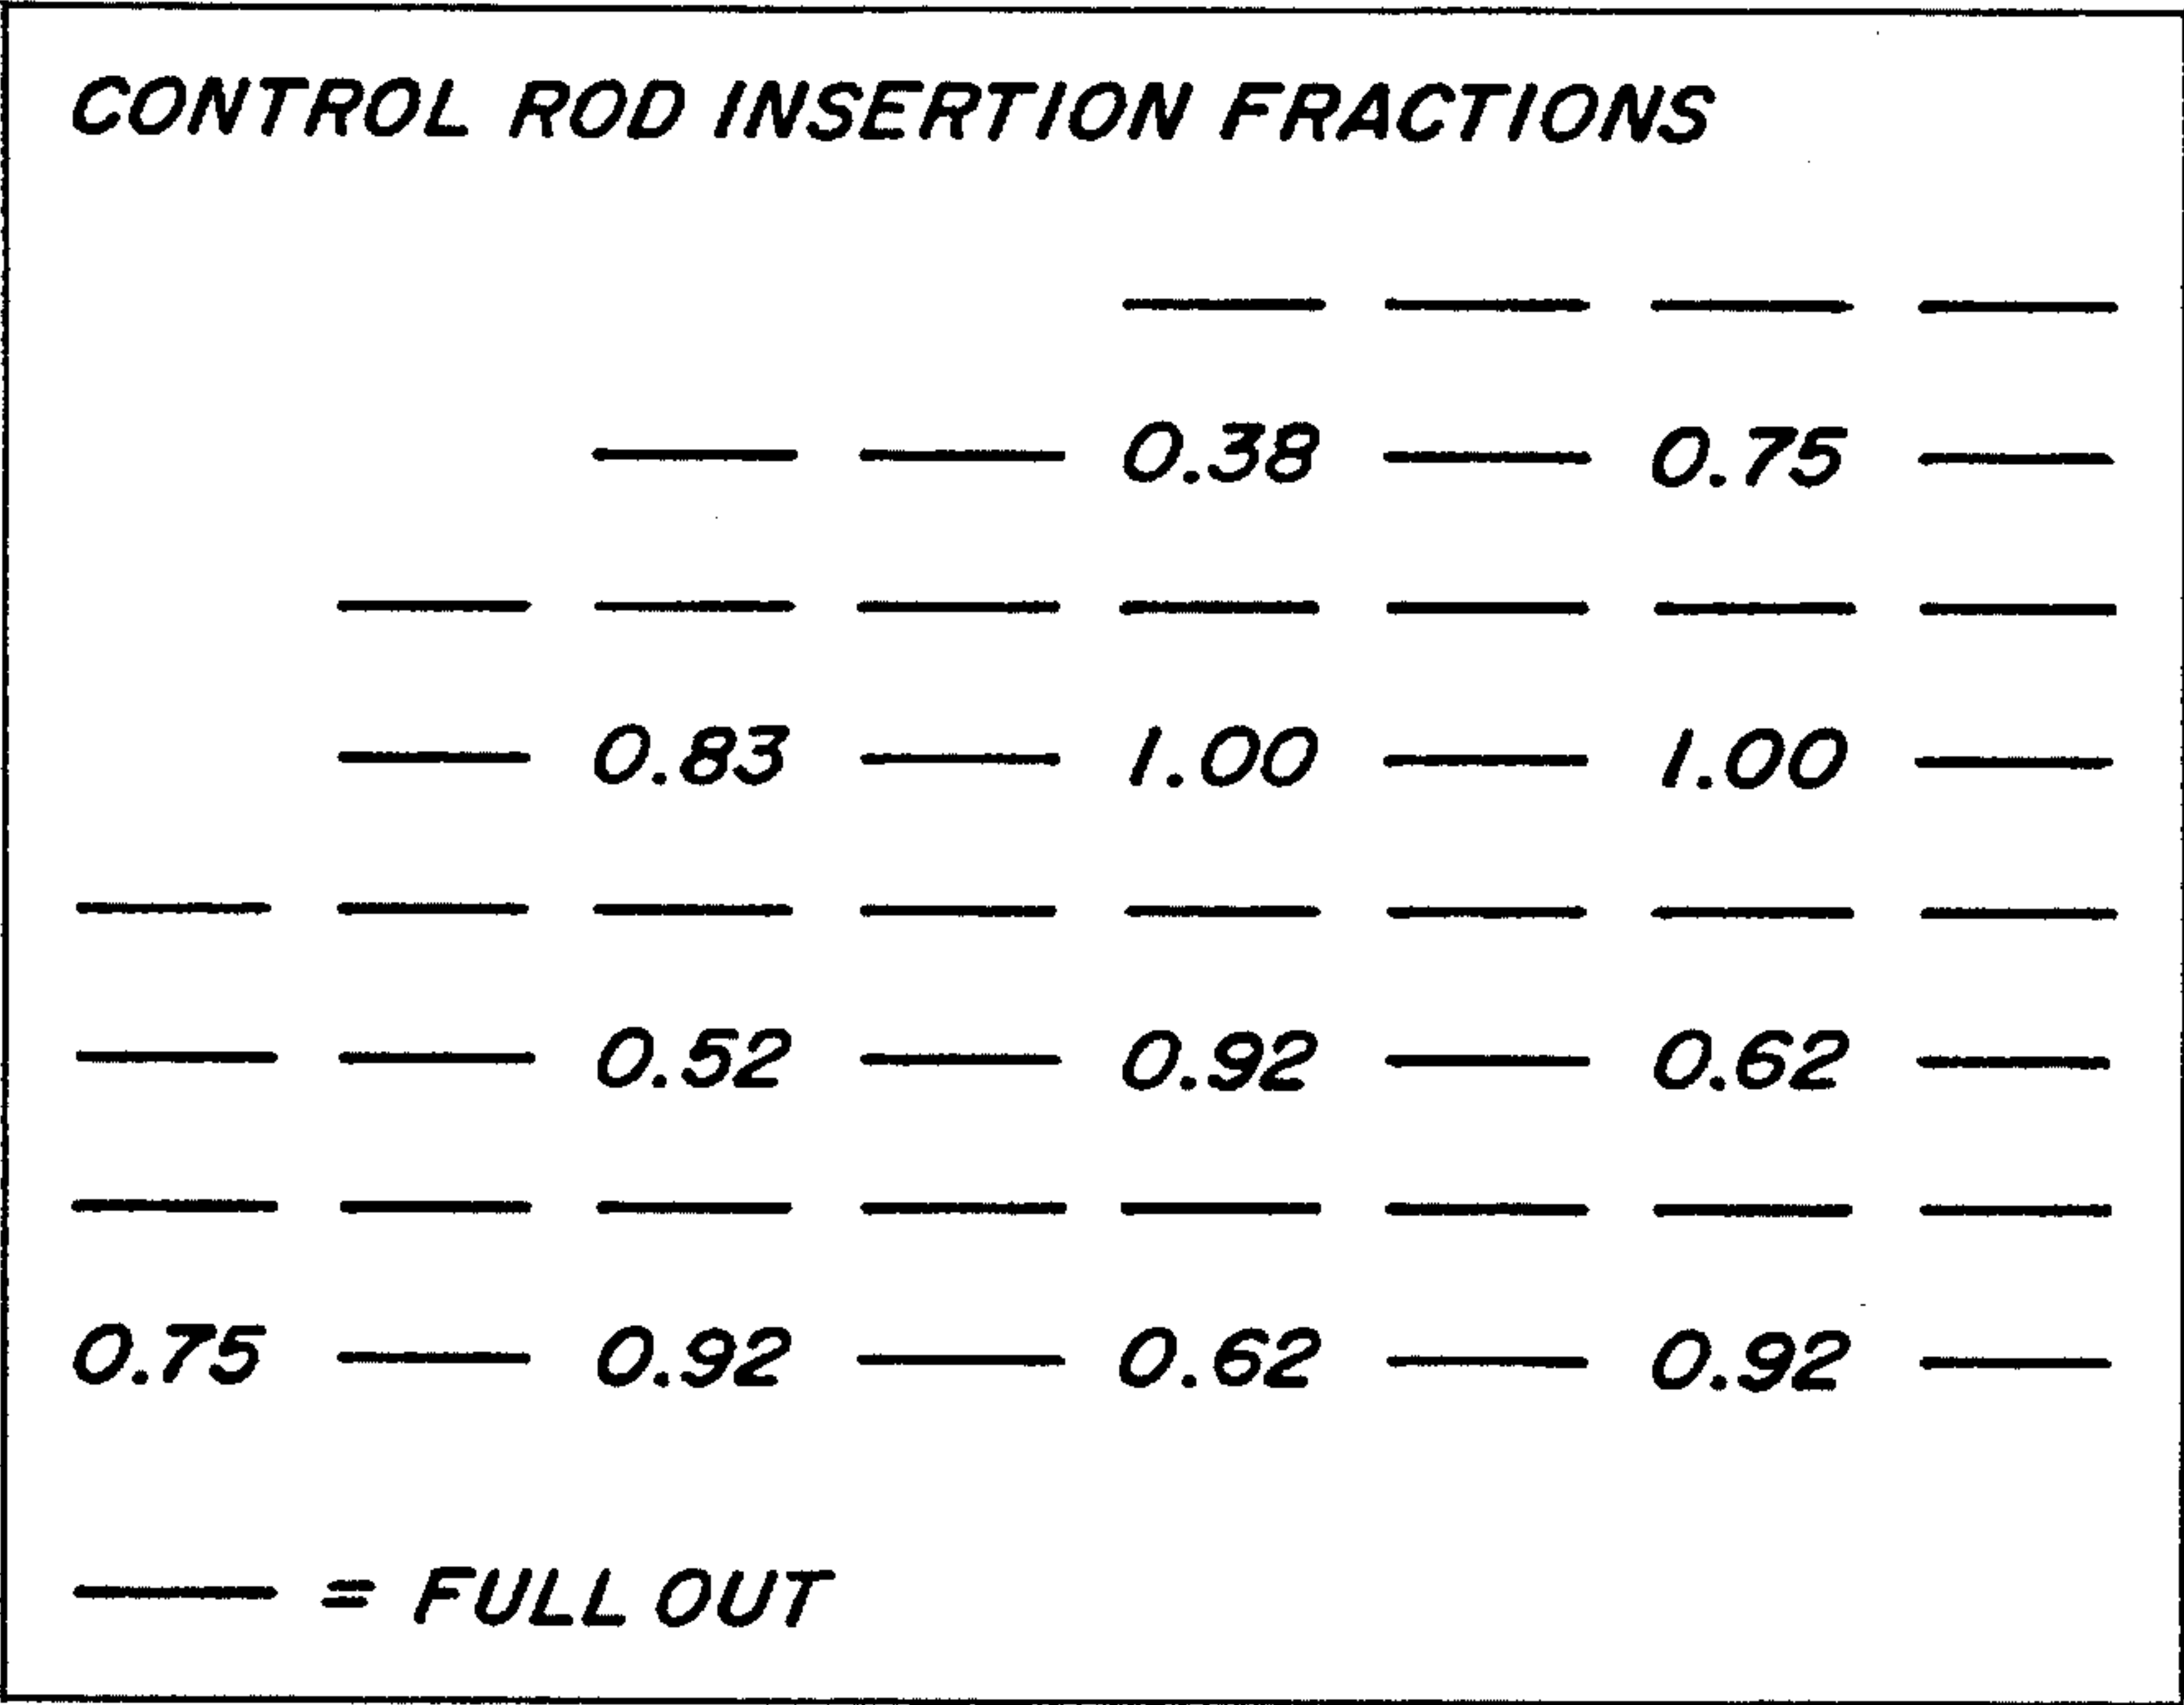 CONTROL ROD INSERTION FRACTIONS
— — — —
— — 0.38 — 0.75 —
— — — — — — —
— 0.83 — 1.00 — 1.00 —
— — — — — — — —
— — 0.52 — 0.92 — 0.62 —
— — — — — — — —
0.75 — 0.92 — 0.62 — 0.92 —
— = FULL OUT